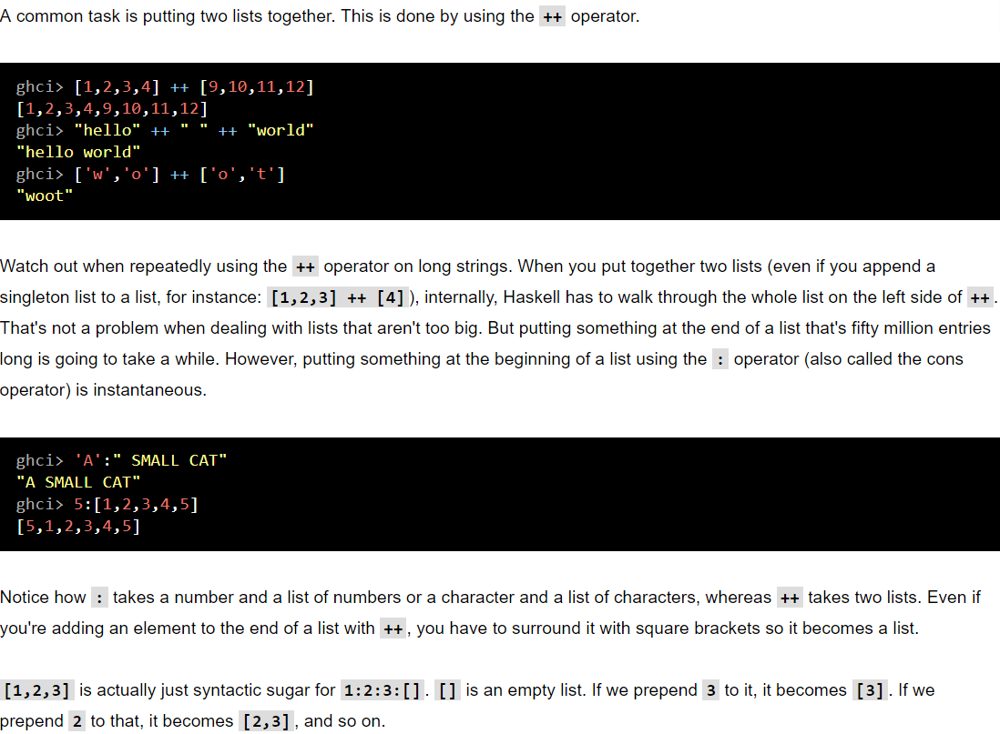 A common task is putting two lists together. This is done by using the ++ operator.
ghci> [1,2,3,4] ++ [9,10,11,12]
[1,2,3,4,9,10,11,12]
ghci> "hello" ++ " " ++ "world"
"hello world"
ghci> ['w','o'] ++ ['o','t']
"woot"
Watch out when repeatedly using the ++ operator on long strings. When you put together two lists (even if you append a
singleton list to a list, for instance: [1,2,3] ++ [4]), internally, Haskell has to walk through the whole list on the left side of ++.
That's not a problem when dealing with lists that aren't too big. But putting something at the end of a list that's fifty million entries
long is going to take a while. However, putting something at the beginning of a list using the : operator (also called the cons
operator) is instantaneous.
ghci> 'A':" SMALL CAT"
"A SMALL CAT"
ghci> 5:[1,2,3,4,5]
[5,1,2,3,4,5]
Notice how : takes a number and a list of numbers or a character and a list of characters, whereas ++ takes two lists. Even if
you're adding an element to the end of a list with ++, you have to surround it with square brackets so it becomes a list.
[1,2,3] is actually just syntactic sugar for 1:2:3:[]. [] is an empty list. If we prepend 3 to it, it becomes [3]. If we
prepend 2 to that, it becomes [2,3], and so on.